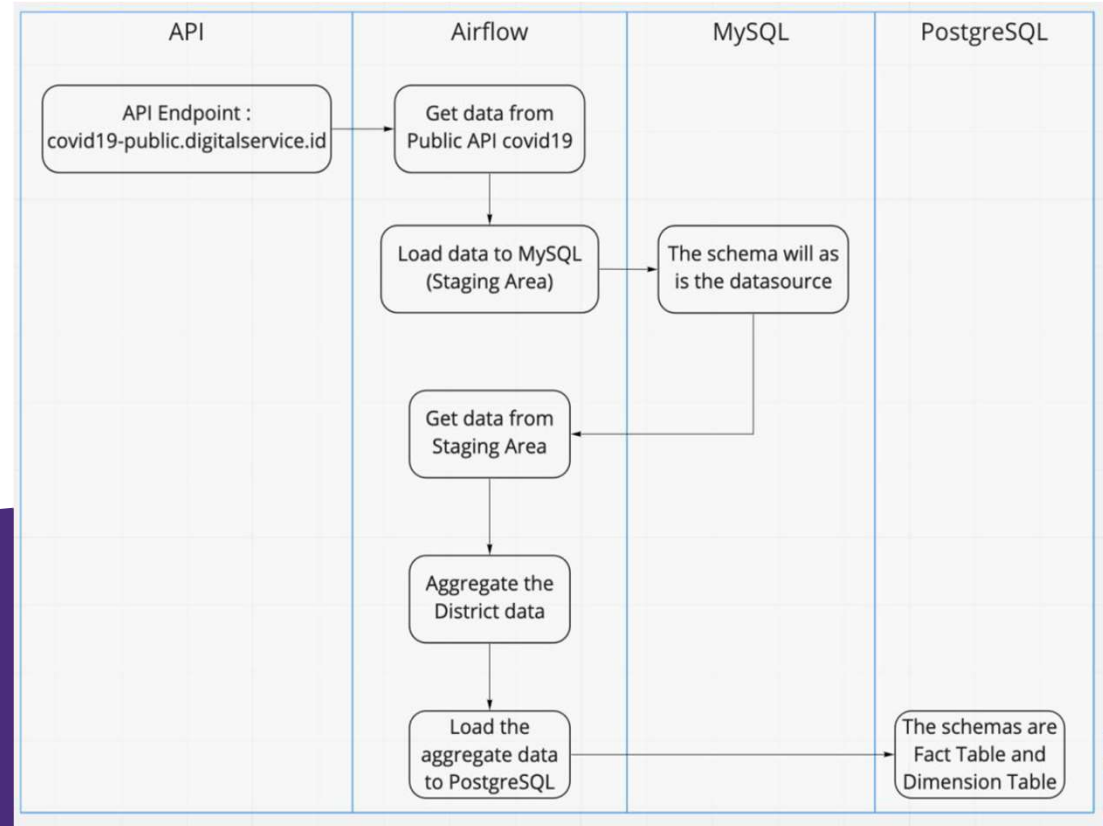 API
Airflow
MySQL
PostgreSQL
API Endpoint :
covid19-public.digitalservice.id
Get data from
Public API covid19
Load data to MySQL
(Staging Area)
The schema will as
is the datasource
Get data from
Staging Area
Aggregate the
District data
Load the
aggregate data
to PostgreSQL
The schemas are
Fact Table and
Dimension Table